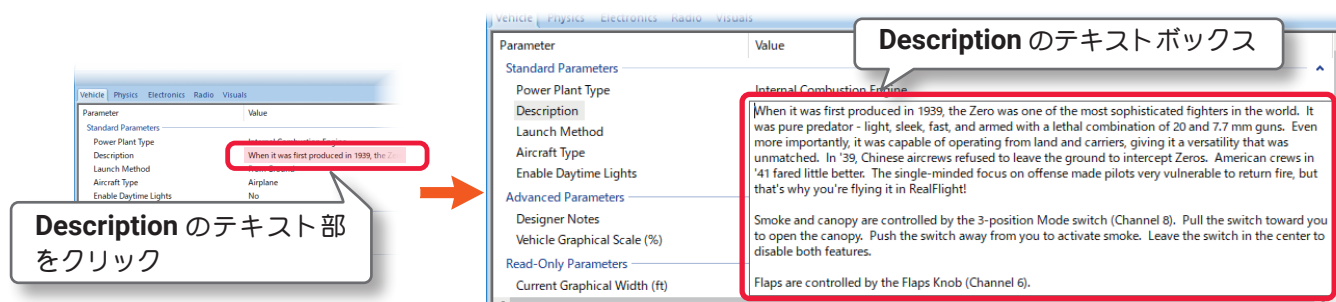 Vehicle Physics Electronics Radio Visuals
Parameter Value
Standard Parameters
Power Plant Type Internal Combustion Engine
Description When it was first produced in 1939, the Zero
Launch Method From Ground
Aircraft Type Airplane
Enable Daytime Lights No
Description のテキスト部
をクリック
Vehicle Physics Electronics Radio Visuals
Parameter Value
Description のテキストボックス
Standard Parameters
Power Plant Type Internal Combustion Engine
Description
Launch Method
Aircraft Type
Enable Daytime Lights
Advanced Parameters
Designer Notes
Vehicle Graphical Scale (%)
Read-Only Parameters
Current Graphical Width (ft)
When it was first produced in 1939, the Zero was one of the most sophisticated fighters in the world. It
was pure predator - light, sleek, fast, and armed with a lethal combination of 20 and 7.7 mm guns. Even
more importantly, it was capable of operating from land and carriers, giving it a versatility that was
unmatched. In '39, Chinese aircrews refused to leave the ground to intercept Zeros. American crews in
'41 fared little better. The single-minded focus on offense made pilots very vulnerable to return fire, but
that's why you're flying it in RealFlight!
Smoke and canopy are controlled by the 3-position Mode switch (Channel 8). Pull the switch toward you
to open the canopy. Push the switch away from you to activate smoke. Leave the switch in the center to
disable both features.
Flaps are controlled by the Flaps Knob (Channel 6).